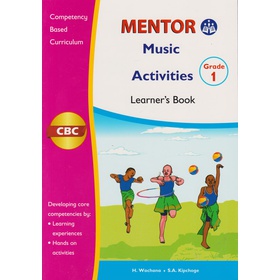 Competency
Based
Curriculum
MENTOR
Music
Activities
Grade
1
Learner's Book
CBC
Developing core
competencies by:
• Learning
experiences
• Hands on
activities
H. Wachana • S.A. Kipchoge